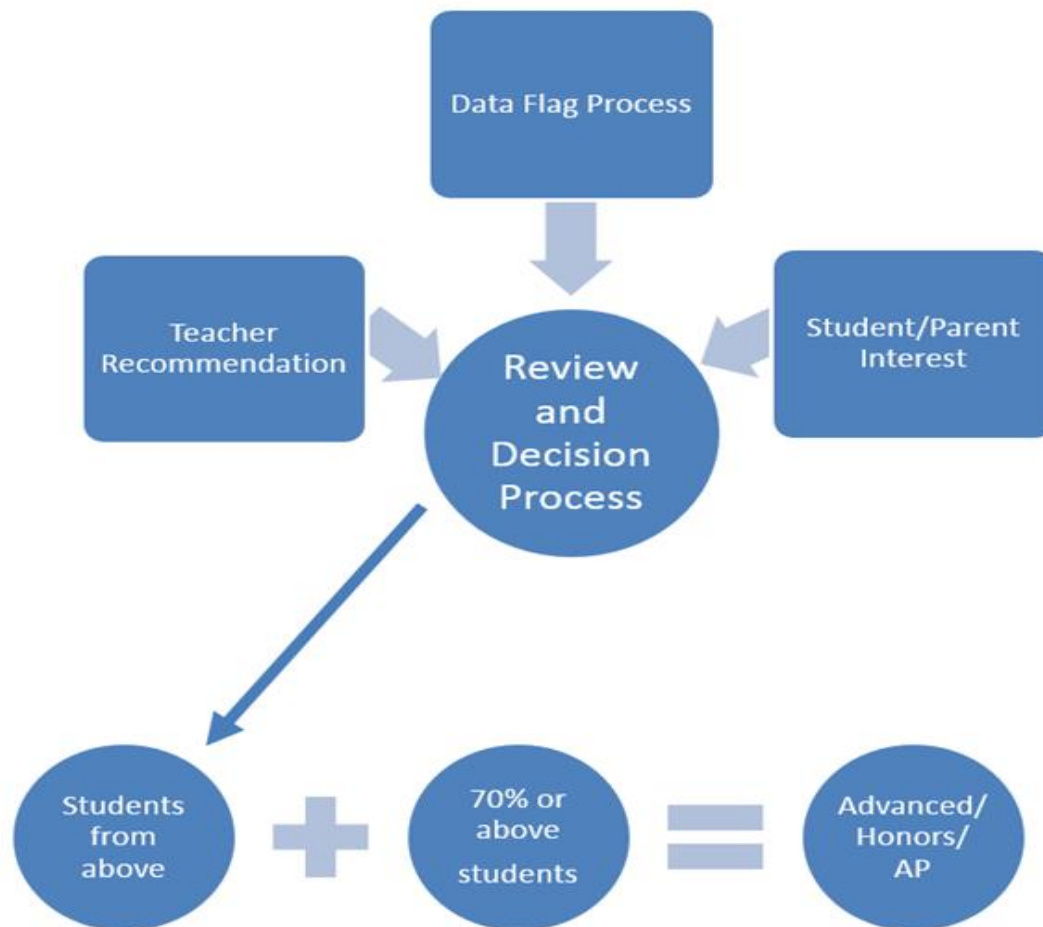 Data Flag Process
Teacher
Recommendation
Student/Parent
Interest
Review
and
Decision
Process
Students
from
above
70% or
above
students
Advanced/
Honors/
AP